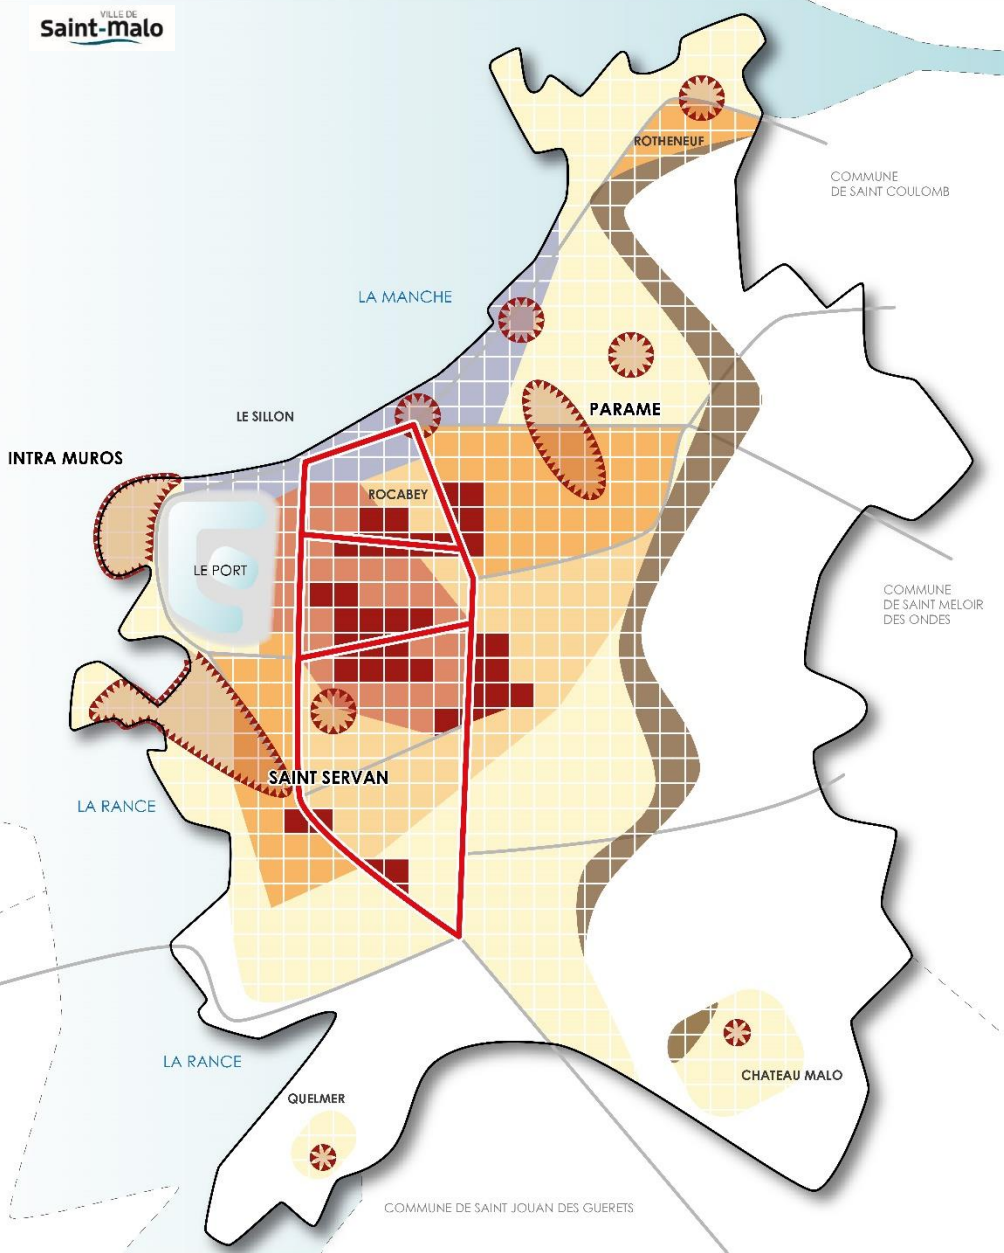 VILLE DE
Saint-malo
ROTHENEUF
COMMUNE
DE SAINT COULOMB
LA MANCHE
LE SILLON
PARAME
INTRA MUROS
ROCABEY
LE PORT
COMMUNE
DE SAINT MELOIR
DES ONDES
SAINT SERVAN
LA RANCE
LA RANCE
CHATEAU MALO
QUELMER
COMMUNE DE SAINT JOUAN DES GUERETS